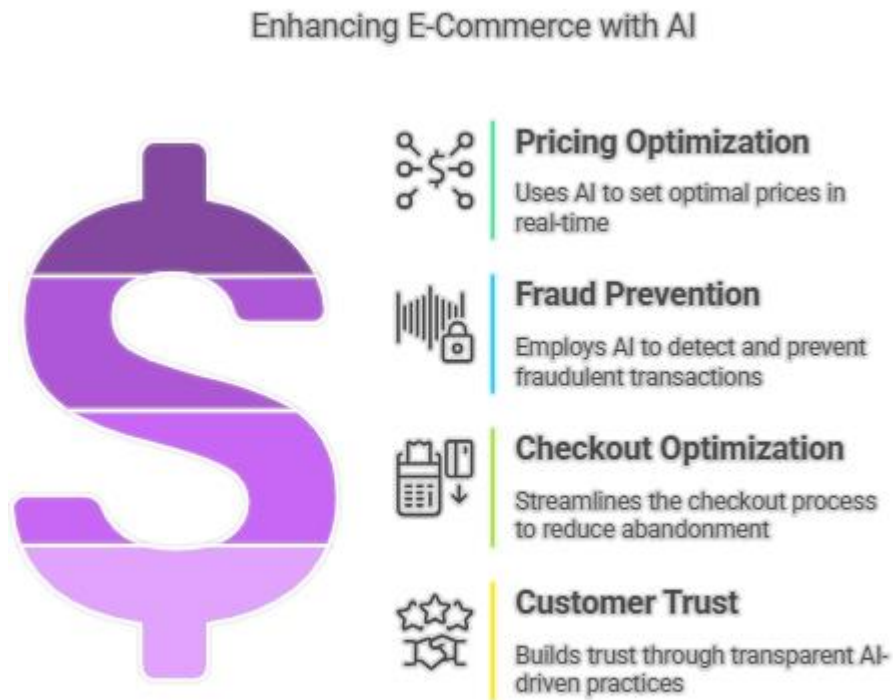 Enhancing E-Commerce with AI
Pricing Optimization
Uses AI to set optimal prices in
real-time
Fraud Prevention
Employs AI to detect and prevent
fraudulent transactions
Checkout Optimization
Streamlines the checkout process
to reduce abandonment
Customer Trust
Builds trust through transparent AI-
driven practices